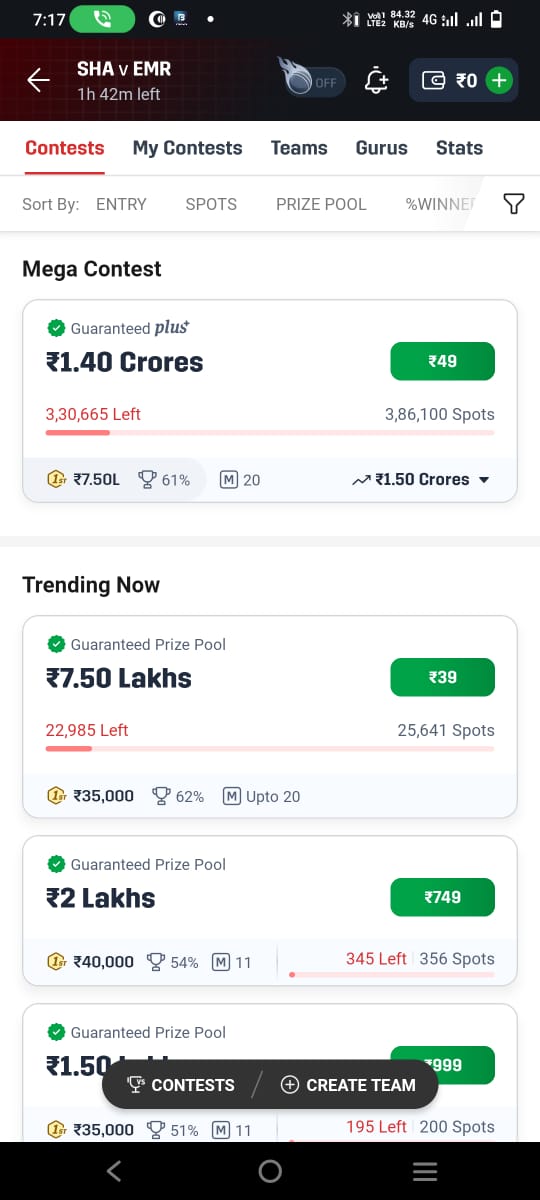 7:17 Vo)) 1 LTE2 84.32 KB/s 4G
SHA v EMR
1h 42m left
OFF
₹0
Contests My Contests Teams Gurus Stats
Sort By: ENTRY SPOTS PRIZE POOL %WINNE
Mega Contest
Guaranteed plus+
₹1.40 Crores ₹49
3,30,665 Left 3,86,100 Spots
1ST ₹7.50L 61% M 20 ₹1.50 Crores
Trending Now
Guaranteed Prize Pool
₹7.50 Lakhs ₹39
22,985 Left 25,641 Spots
1ST ₹35,000 62% M Upto 20
Guaranteed Prize Pool
₹2 Lakhs ₹749
1ST ₹40,000 54% M 11 345 Left 356 Spots
Guaranteed Prize Pool
₹1.50 ₹999
VS CONTESTS CREATE TEAM
1ST ₹35,000 51% M 11 195 Left 200 Spots